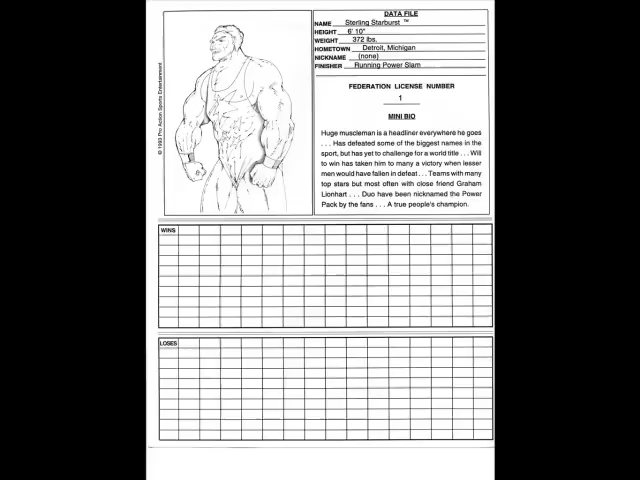 © 1993 Pro Action Sports Entertainment
DATA FILE
NAME Sterling Starburst ™
HEIGHT 6' 10"
WEIGHT 372 lbs.
HOMETOWN Detroit, Michigan
NICKNAME (none)
FINISHER Running Power Slam
FEDERATION LICENSE NUMBER
1
MINI BIO
Huge muscleman is a headliner everywhere he goes
. . . Has defeated some of the biggest names in the
sport, but has yet to challenge for a world title . . . Will
to win has taken him to many a victory when lesser
men would have fallen in defeat . . . Teams with many
top stars but most often with close friend Graham
Lionhart . . . Duo have been nicknamed the Power
Pack by the fans . . . A true people's champion.
WINS
LOSES